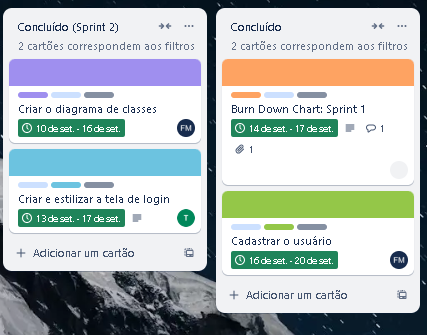 Concluído (Sprint 2)
2 cartões correspondem aos filtros
Criar o diagrama de classes
10 de set. - 16 de set.
FM
Criar e estilizar a tela de login
13 de set. - 17 de set.
T
Adicionar um cartão
Concluído
2 cartões correspondem aos filtros
Burn Down Chart: Sprint 1
14 de set. - 17 de set.
1
1
Cadastrar o usuário
16 de set. - 20 de set.
FM
Adicionar um cartão